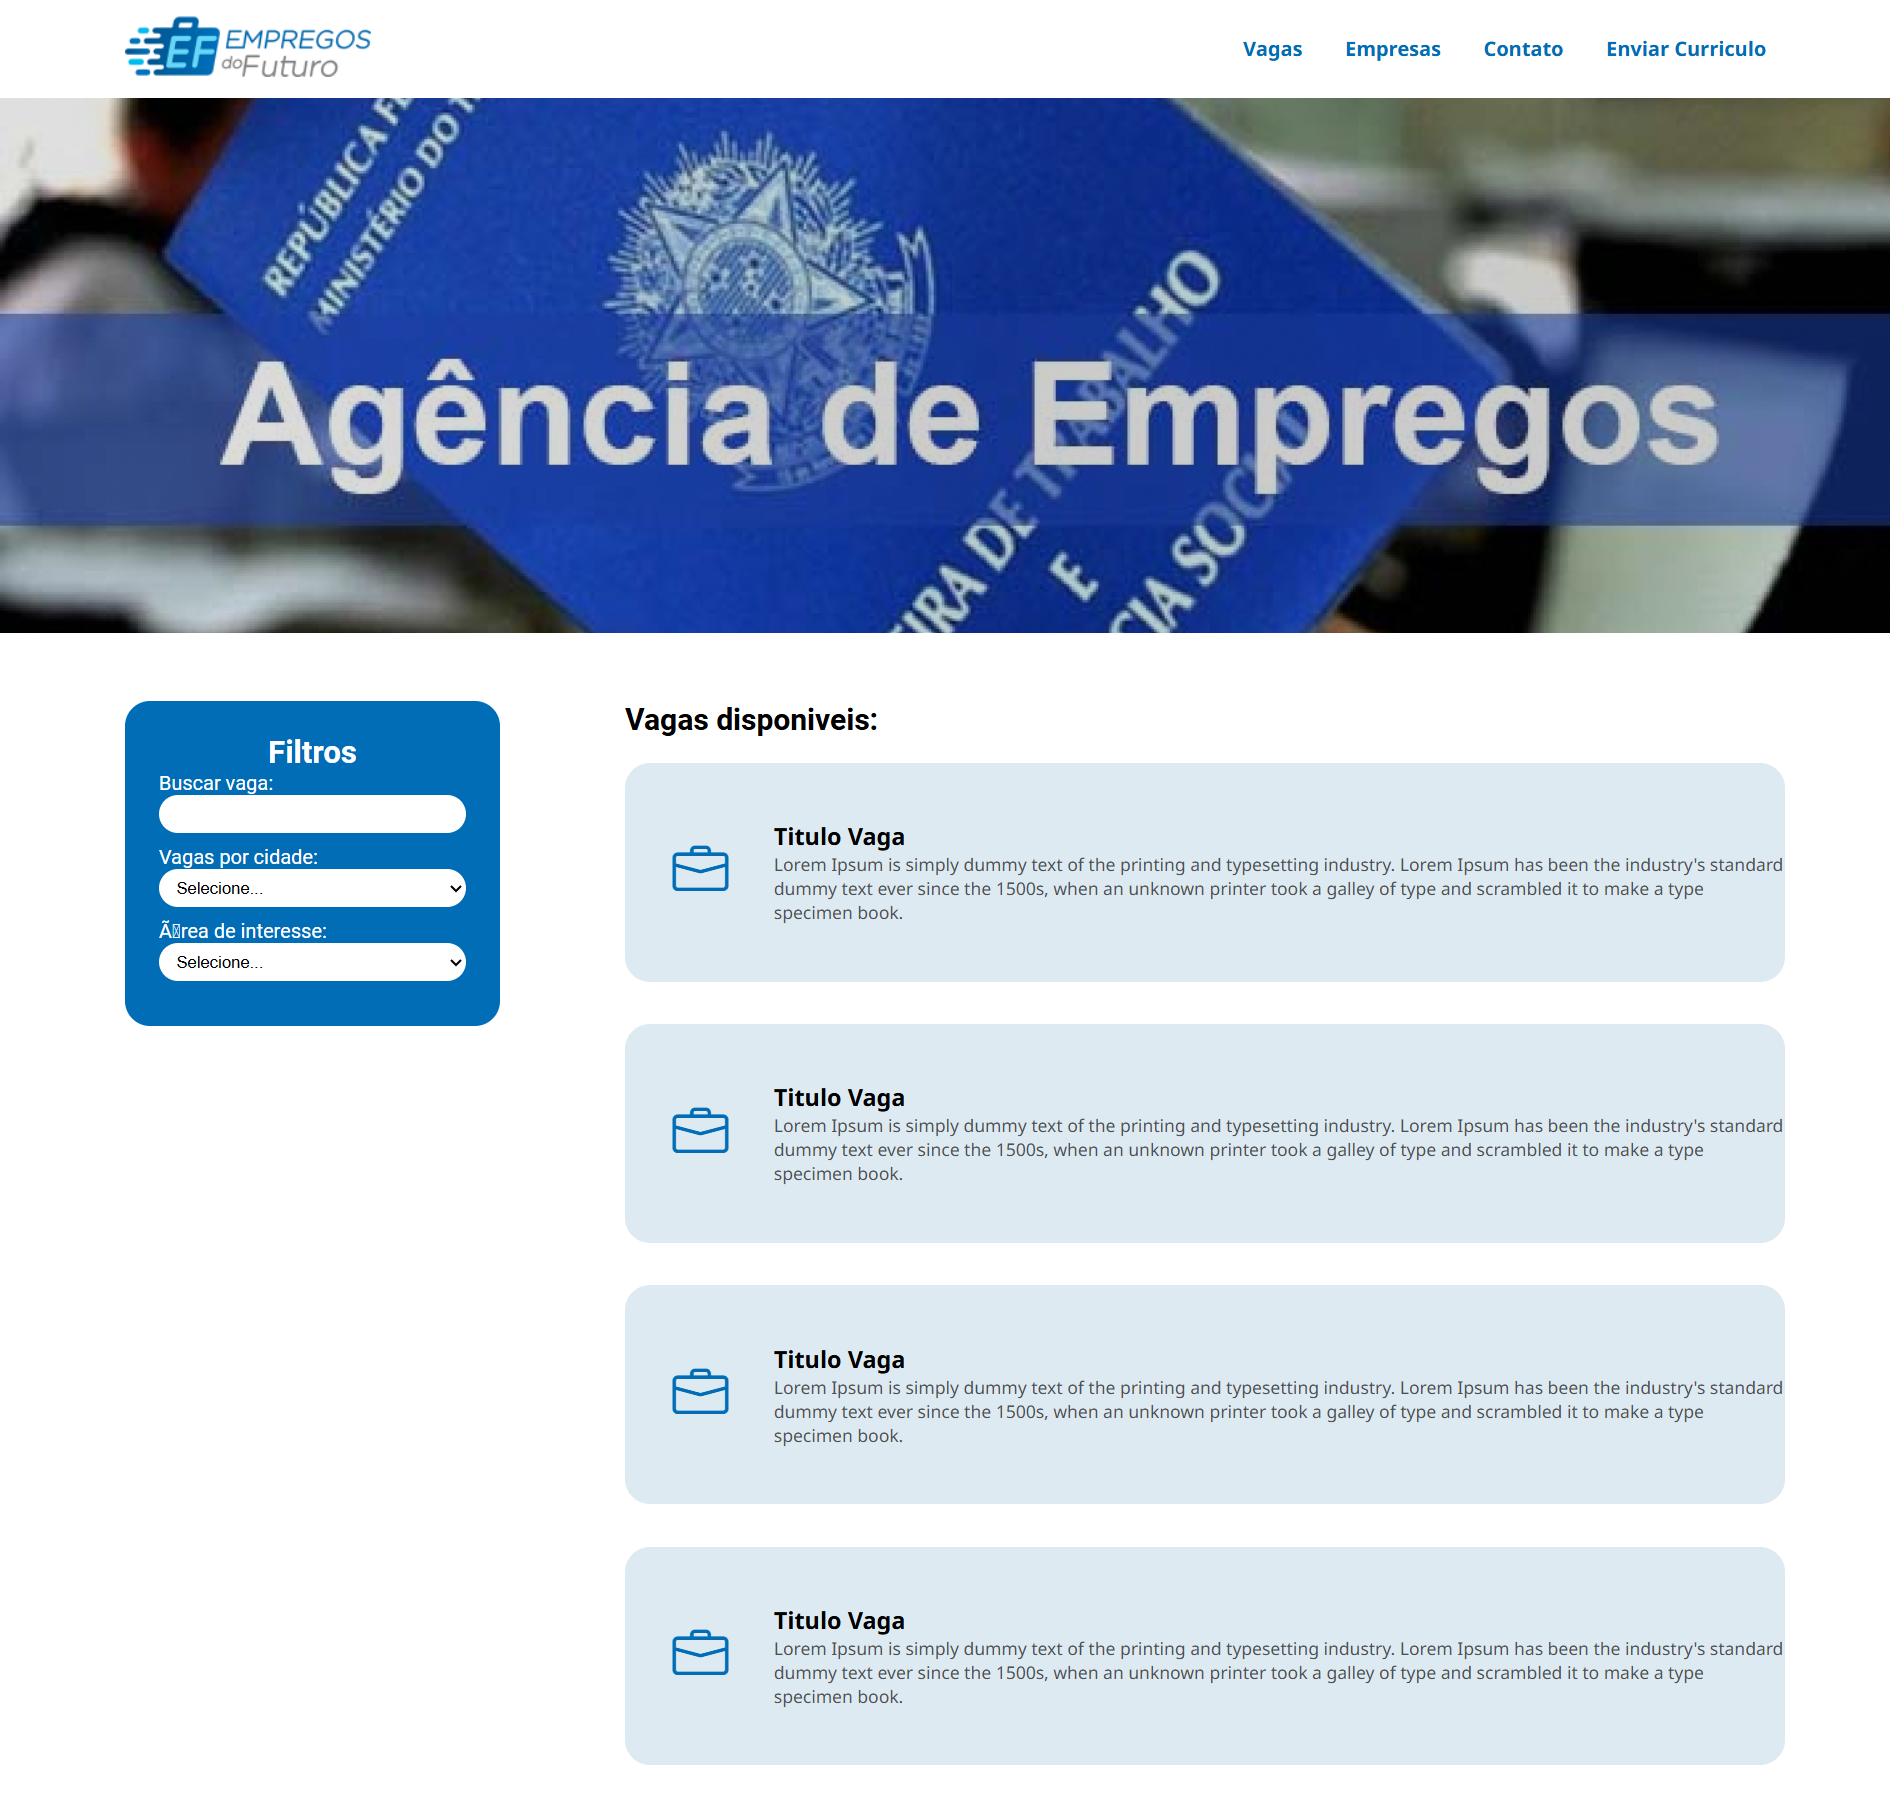 EF EMPREGOS
do Futuro
Vagas Empresas Contato Enviar Curriculo
REPÚBLICA
MINISTÉRIO DO
Agência de Empregos
DE TRABALHO
E
SOCIAL
Filtros
Buscar vaga:
Vagas por cidade:
Selecione...
Ã�rea de interesse:
Selecione...
Vagas disponiveis:
Titulo Vaga
Lorem Ipsum is simply dummy text of the printing and typesetting industry. Lorem Ipsum has been the industry's standard
dummy text ever since the 1500s, when an unknown printer took a galley of type and scrambled it to make a type
specimen book.
Titulo Vaga
Lorem Ipsum is simply dummy text of the printing and typesetting industry. Lorem Ipsum has been the industry's standard
dummy text ever since the 1500s, when an unknown printer took a galley of type and scrambled it to make a type
specimen book.
Titulo Vaga
Lorem Ipsum is simply dummy text of the printing and typesetting industry. Lorem Ipsum has been the industry's standard
dummy text ever since the 1500s, when an unknown printer took a galley of type and scrambled it to make a type
specimen book.
Titulo Vaga
Lorem Ipsum is simply dummy text of the printing and typesetting industry. Lorem Ipsum has been the industry's standard
dummy text ever since the 1500s, when an unknown printer took a galley of type and scrambled it to make a type
specimen book.